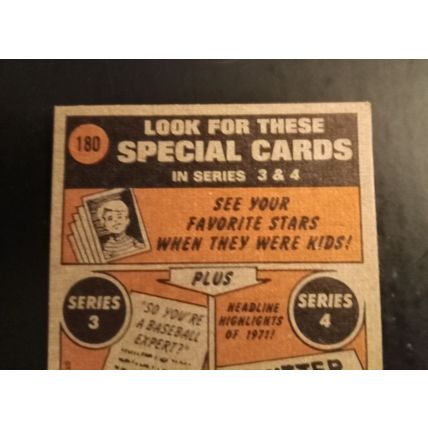 180
LOOK FOR THESE
SPECIAL CARDS
IN SERIES 3 & 4
SEE YOUR
FAVORITE STARS
WHEN THEY WERE KIDS!
PLUS
SERIES
3
"SO YOU'RE
A BASEBALL
EXPERT?"
HEADLINE
HIGHLIGHTS
OF 1971!
SERIES
4